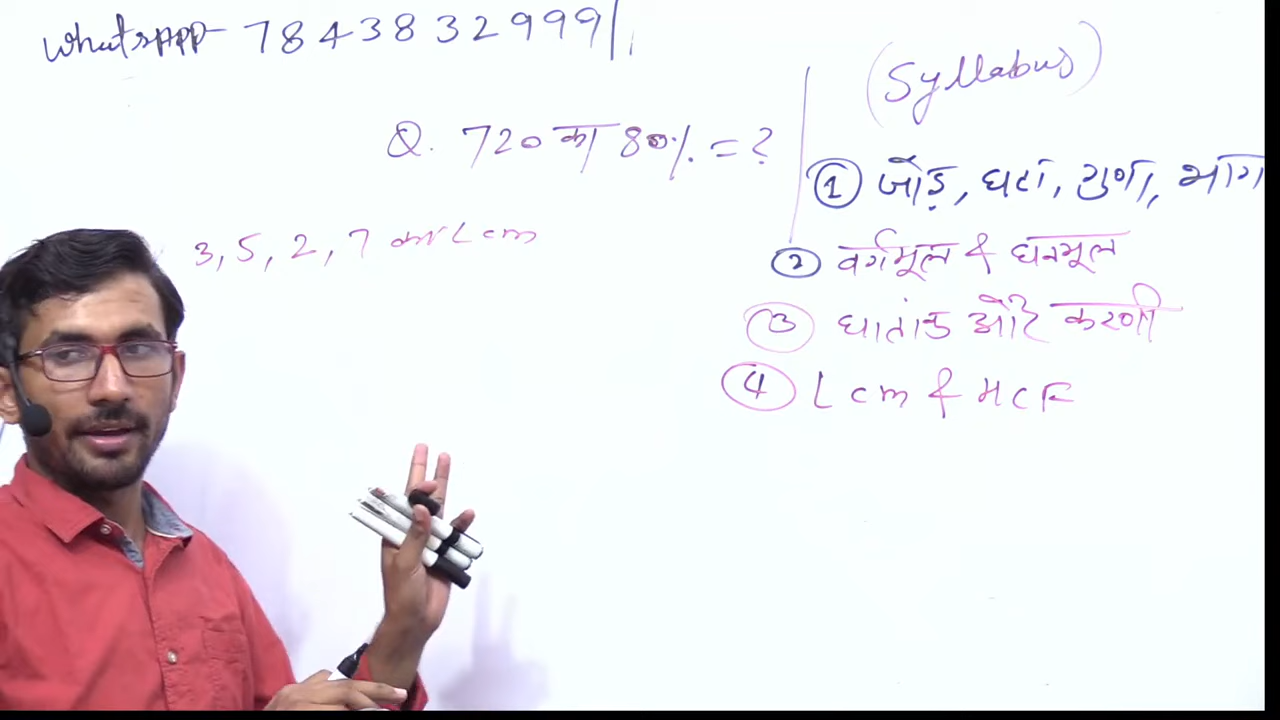 Whatsapp - 7843832999
Q. 720 का 80% = ?
3, 5, 2, 7 का Lcm
(Syllabus)
① जोड़, घटा, गुणा, भाग
② वर्गमूल & घनमूल
③ घातांक और करणी
④ Lcm & HCF